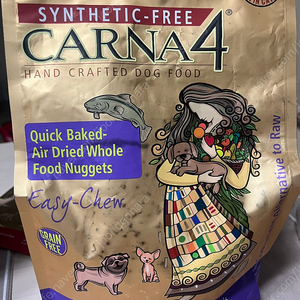 SYNTHETIC-FREE
CARNA4®
HAND CRAFTED DOG FOOD
Quick Baked-
Air Dried Whole
Food Nuggets
Easy-Chew
GRAIN
FREE
Alternative to Raw